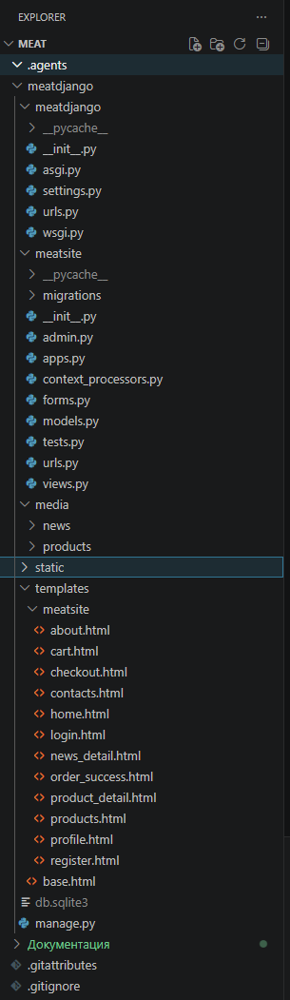 EXPLORER
MEAT
.agents
meatdjango
meatdjango
__pycache__
__init__.py
asgi.py
settings.py
urls.py
wsgi.py
meatsite
__pycache__
migrations
__init__.py
admin.py
apps.py
context_processors.py
forms.py
models.py
tests.py
urls.py
views.py
media
news
products
static
templates
meatsite
about.html
cart.html
checkout.html
contacts.html
home.html
login.html
news_detail.html
order_success.html
product_detail.html
products.html
profile.html
register.html
base.html
db.sqlite3
manage.py
Документация
.gitattributes
.gitignore